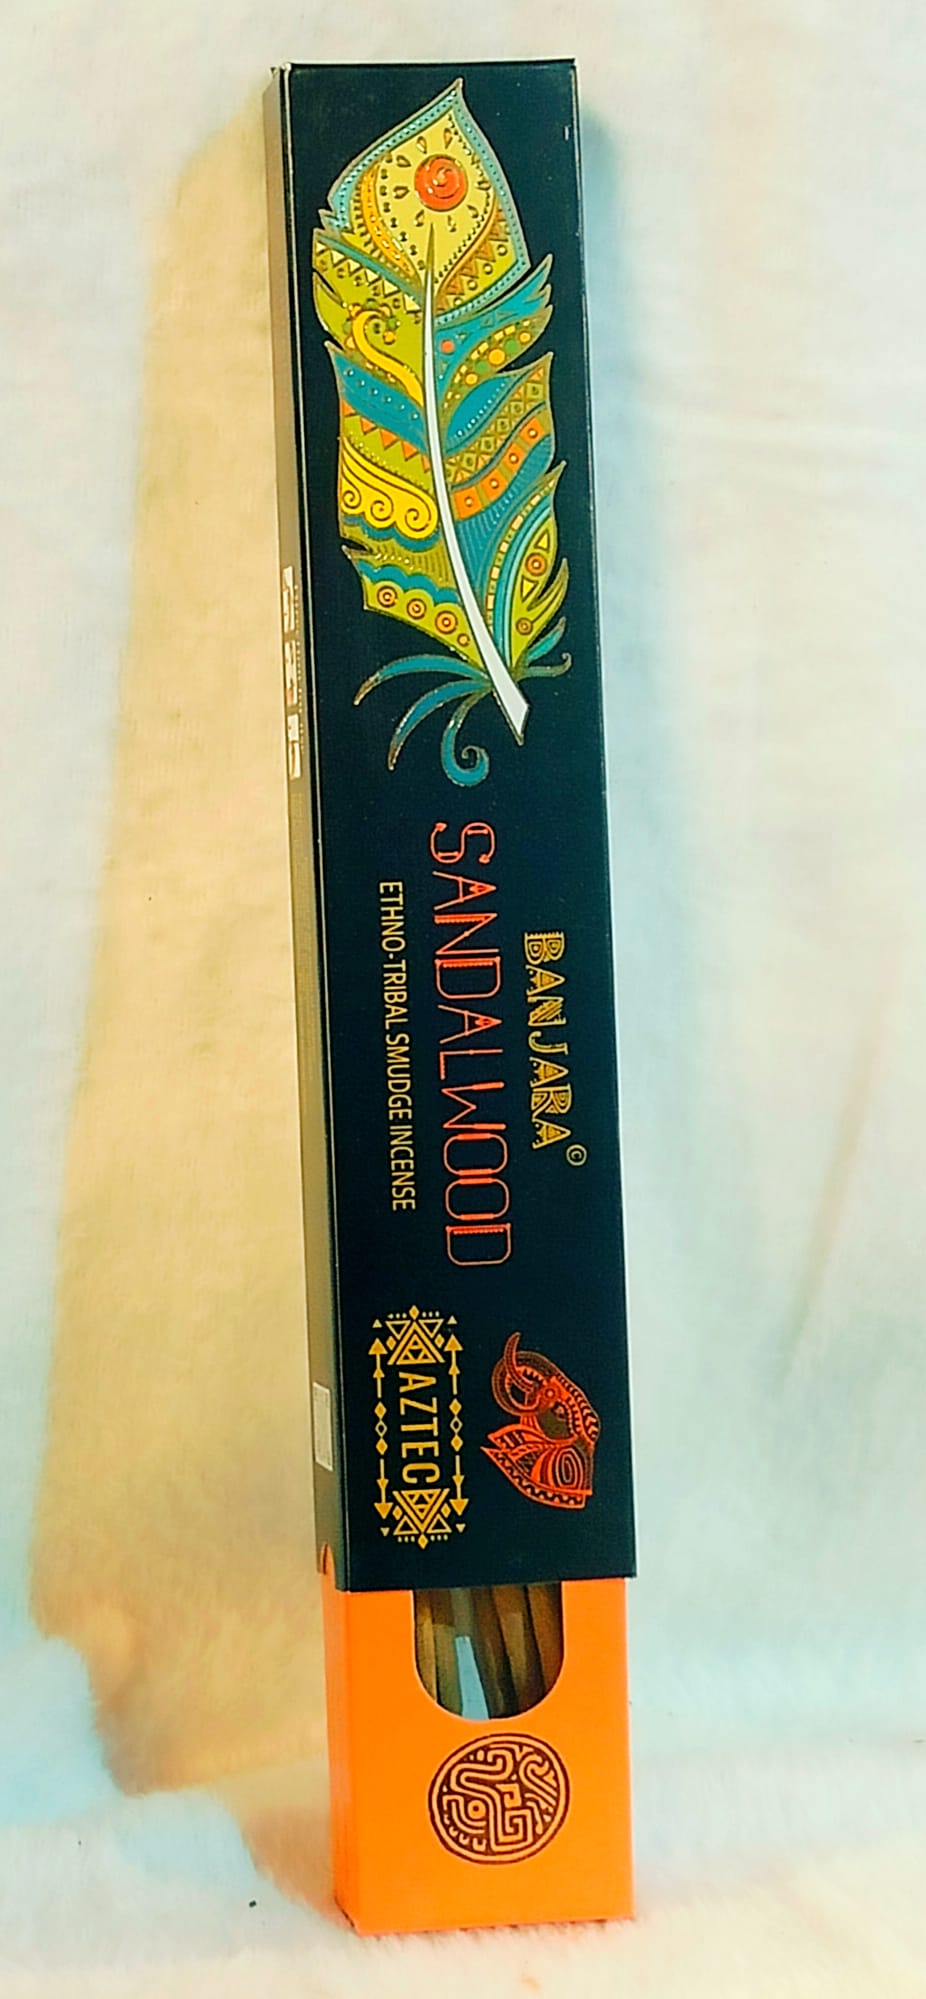 BANJARA ©
SANDALWOOD
ETHNO-TRIBAL SMUDGE INCENSE
AZTEC